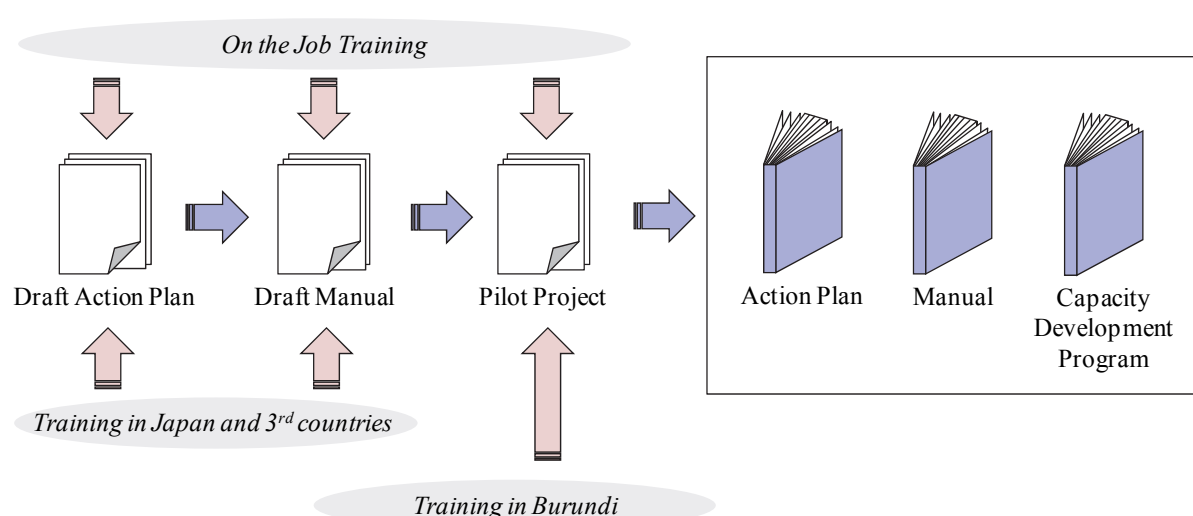 On the Job Training
Draft Action Plan
Draft Manual
Pilot Project
Action Plan
Manual
Capacity
Development
Program
Training in Japan and 3rd countries
Training in Burundi